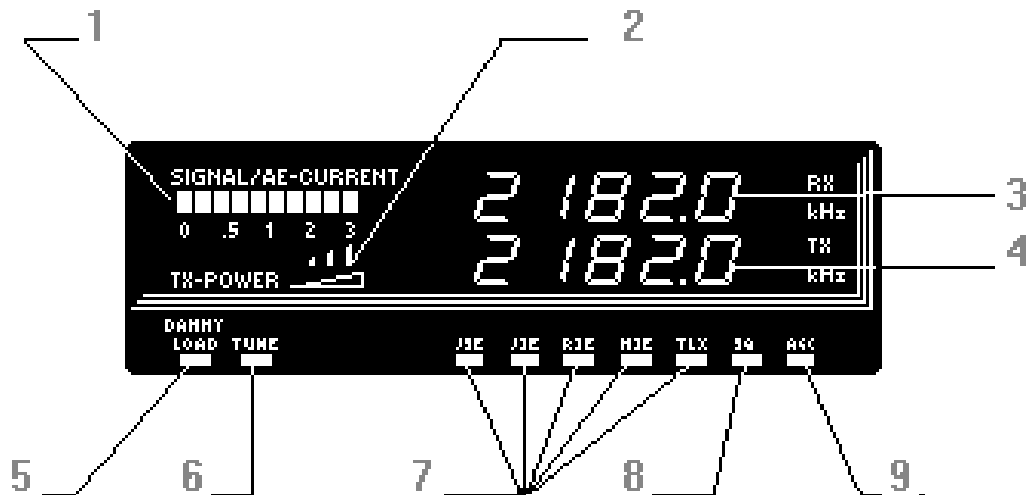 1 2
SIGNAL/AE-CURRENT
2 182.0 RX kHz 3
0 .5 1 2 3
2 182.0 TX kHz 4
TX-POWER
DAMMY
LOAD TUNE J3E R3E H3E TLX SQ AGC
5 6 7 8 9